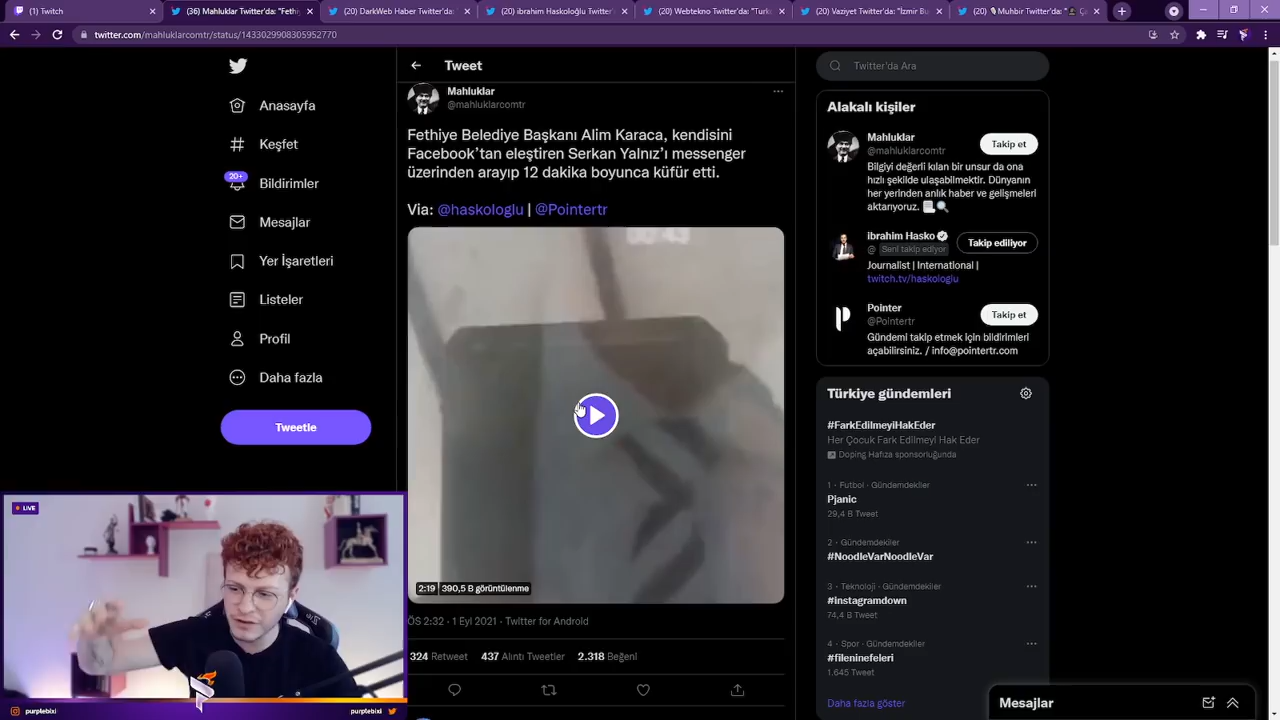 Twitch
(36) Mahluklar Twitter'da: "Fethi
(20) DarkWeb Haber Twitter'da:
(20) ibrahim Haskoloğlu Twitter
(20) Webtekno Twitter'da: "Türk
(20) Vaziyet Twitter'da: "İzmir Bu
(20) Muhbir Twitter'da:
twitter.com/mahluklarcomtr/status/1433029908305952770
Anasayfa
Keşfet
20+
Bildirimler
Mesajlar
Yer İşaretleri
Listeler
Profil
Daha fazla
Tweetle
LIVE
purplebixi
purplebixi
Tweet
Mahluklar
@mahluklarcomtr
Fethiye Belediye Başkanı Alim Karaca, kendisini
Facebook'tan eleştiren Serkan Yalnız'ı messenger
üzerinden arayıp 12 dakika boyunca küfür etti.
Via: @haskologlu | @Pointertr
2:19
390,5 B görüntülenme
ÖS 2:32 · 1 Eyl 2021 · Twitter for Android
324 Retweet 437 Alıntı Tweetler 2.318 Beğeni
Twitter'da Ara
Alakalı kişiler
Mahluklar
@mahluklarcomtr
Takip et
Bilgiyi değerli kılan bir unsur da ona
hızlı şekilde ulaşabilmektir. Dünyanın
her yerinden anlık haber ve gelişmeleri
aktarıyoruz.
ibrahim Hasko
@ Seni takip ediyor
Takip ediliyor
Journalist | International |
twitch.tv/haskologlu
Pointer
@Pointertr
Takip et
Gündemi takip etmek için bildirimleri
açabilirsiniz. / info@pointertr.com
Türkiye gündemleri
#FarkEdilmeyiHakEder
Her Çocuk Fark Edilmeyi Hak Eder
Doping Hafıza sponsorluğunda
1 · Futbol · Gündemdekiler
Pjanic
29,4 B Tweet
2 · Gündemdekiler
#NoodleVarNoodleVar
3 · Teknoloji · Gündemdekiler
#instagramdown
74,4 B Tweet
4 · Spor · Gündemdekiler
#fileninefeleri
1.645 Tweet
Daha fazla göster
Mesajlar